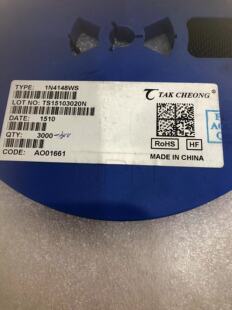 TYPE: 1N4148WS
TAK CHEONG
LOT NO: TS15103020N
DATE: 1510
QTY: 3000
RoHS HF
MADE IN CHINA
CODE: AO01661